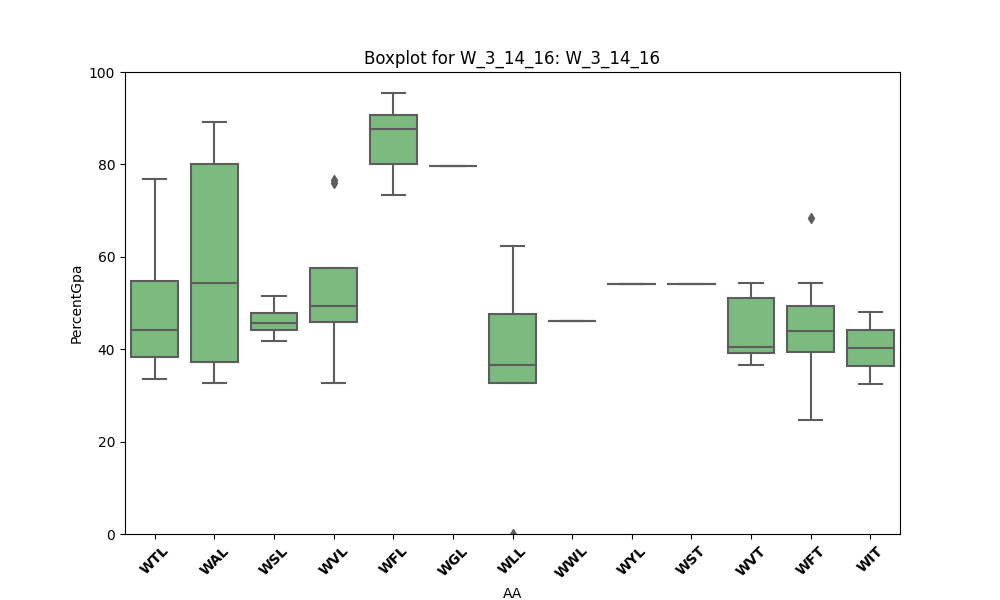 Boxplot for W_3_14_16: W_3_14_16
100
80
60
40
20
0
PercentGpa
WTL WAL WSL WVL WFL WGL WLL WWL WYL WST WVT WFT WIT
AA